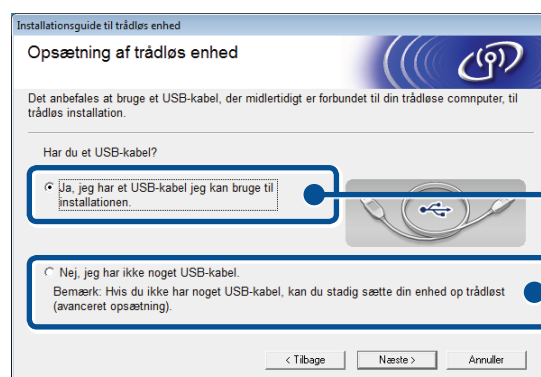 Installationsguide til trådløs enhed
Opsætning af trådløs enhed
Det anbefales at bruge et USB-kabel, der midlertidigt er forbundet til din trådløse comnputer, til
trådløs installation.
Har du et USB-kabel?
Ja, jeg har et USB-kabel jeg kan bruge til
installationen.
Nej, jeg har ikke noget USB-kabel.
Bemærk: Hvis du ikke har noget USB-kabel, kan du stadig sætte din enhed op trådløst
(avanceret opsætning).
< Tilbage
Næste >
Annuller